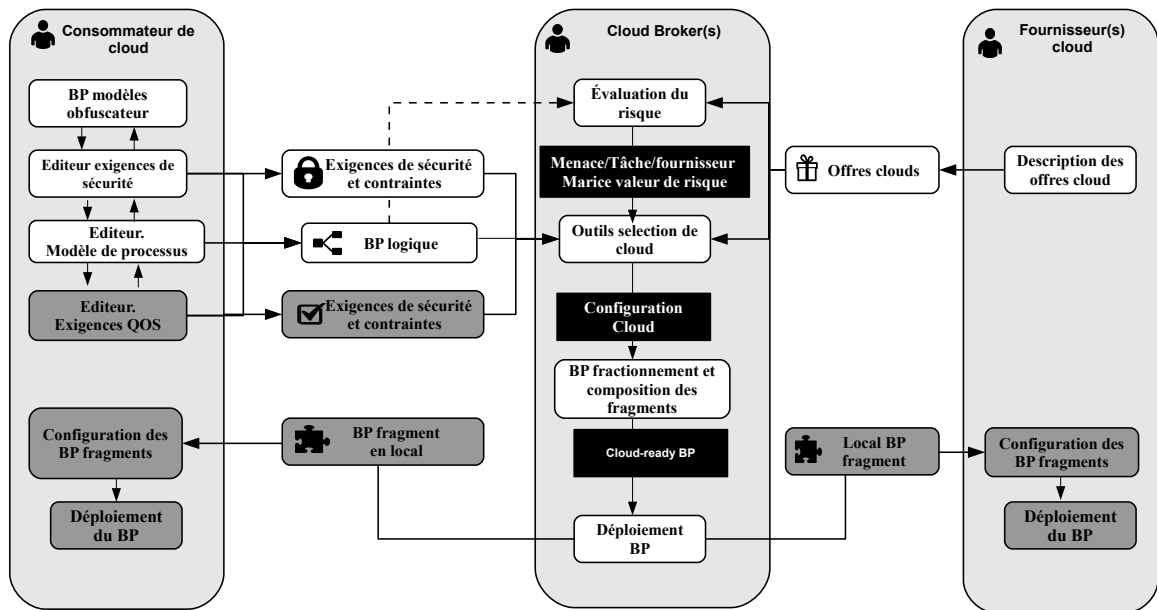 Consommateur de
cloud
BP modèles
obfuscateur
Editeur exigences de
sécurité
Editeur.
Modèle de processus
Editeur.
Exigences QOS
Configuration des
BP fragments
Déploiement
du BP
Exigences de sécurité
et contraintes
BP logique
Exigences de sécurité
et contraintes
BP fragment
en local
Cloud Broker(s)
Évaluation du
risque
Menace/Tâche/fournisseur
Marice valeur de risque
Outils selection de
cloud
Configuration
Cloud
BP fractionnement et
composition des
fragments
Cloud-ready BP
Déploiement
BP
Offres clouds
Local BP
fragment
Fournisseur(s)
cloud
Description des
offres cloud
Configuration des
BP fragments
Déploiement
du BP